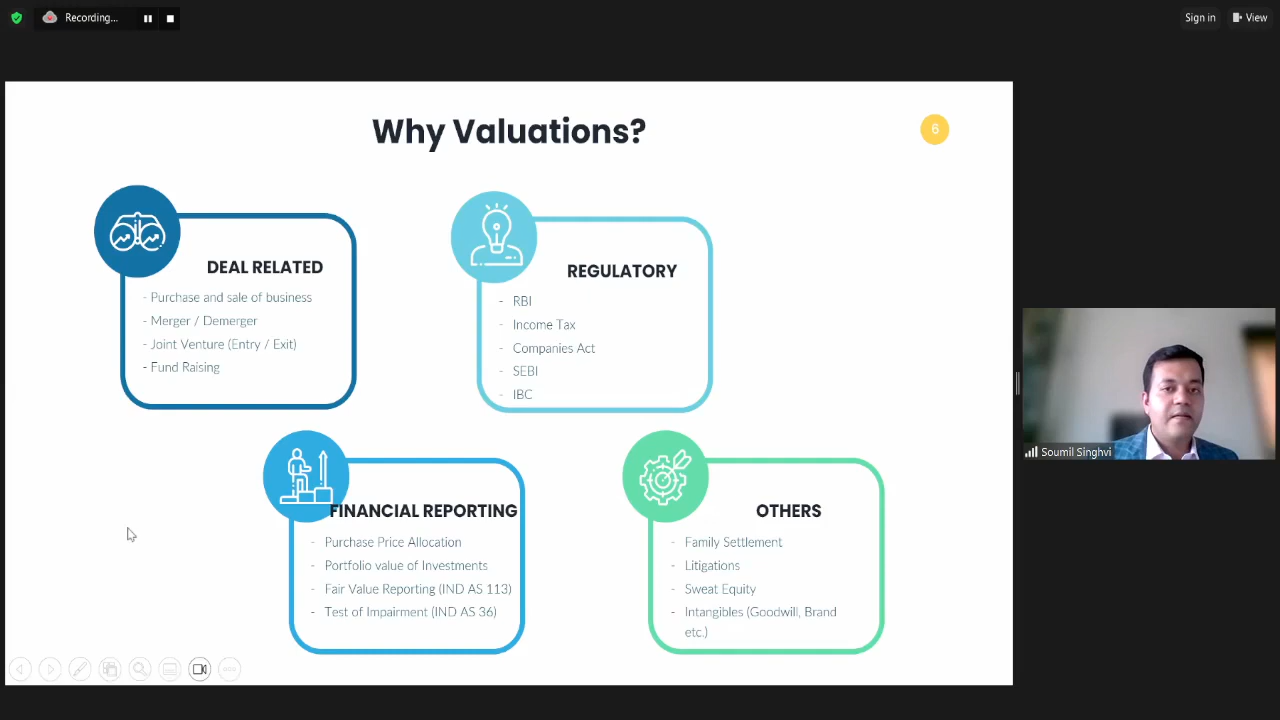 Recording...
Sign in
View
Why Valuations?
6
DEAL RELATED
- Purchase and sale of business
- Merger / Demerger
- Joint Venture (Entry / Exit)
- Fund Raising
REGULATORY
- RBI
- Income Tax
- Companies Act
- SEBI
- IBC
FINANCIAL REPORTING
- Purchase Price Allocation
- Portfolio value of Investments
- Fair Value Reporting (IND AS 113)
- Test of Impairment (IND AS 36)
OTHERS
- Family Settlement
- Litigations
- Sweat Equity
- Intangibles (Goodwill, Brand
etc.)
Soumil Singhvi